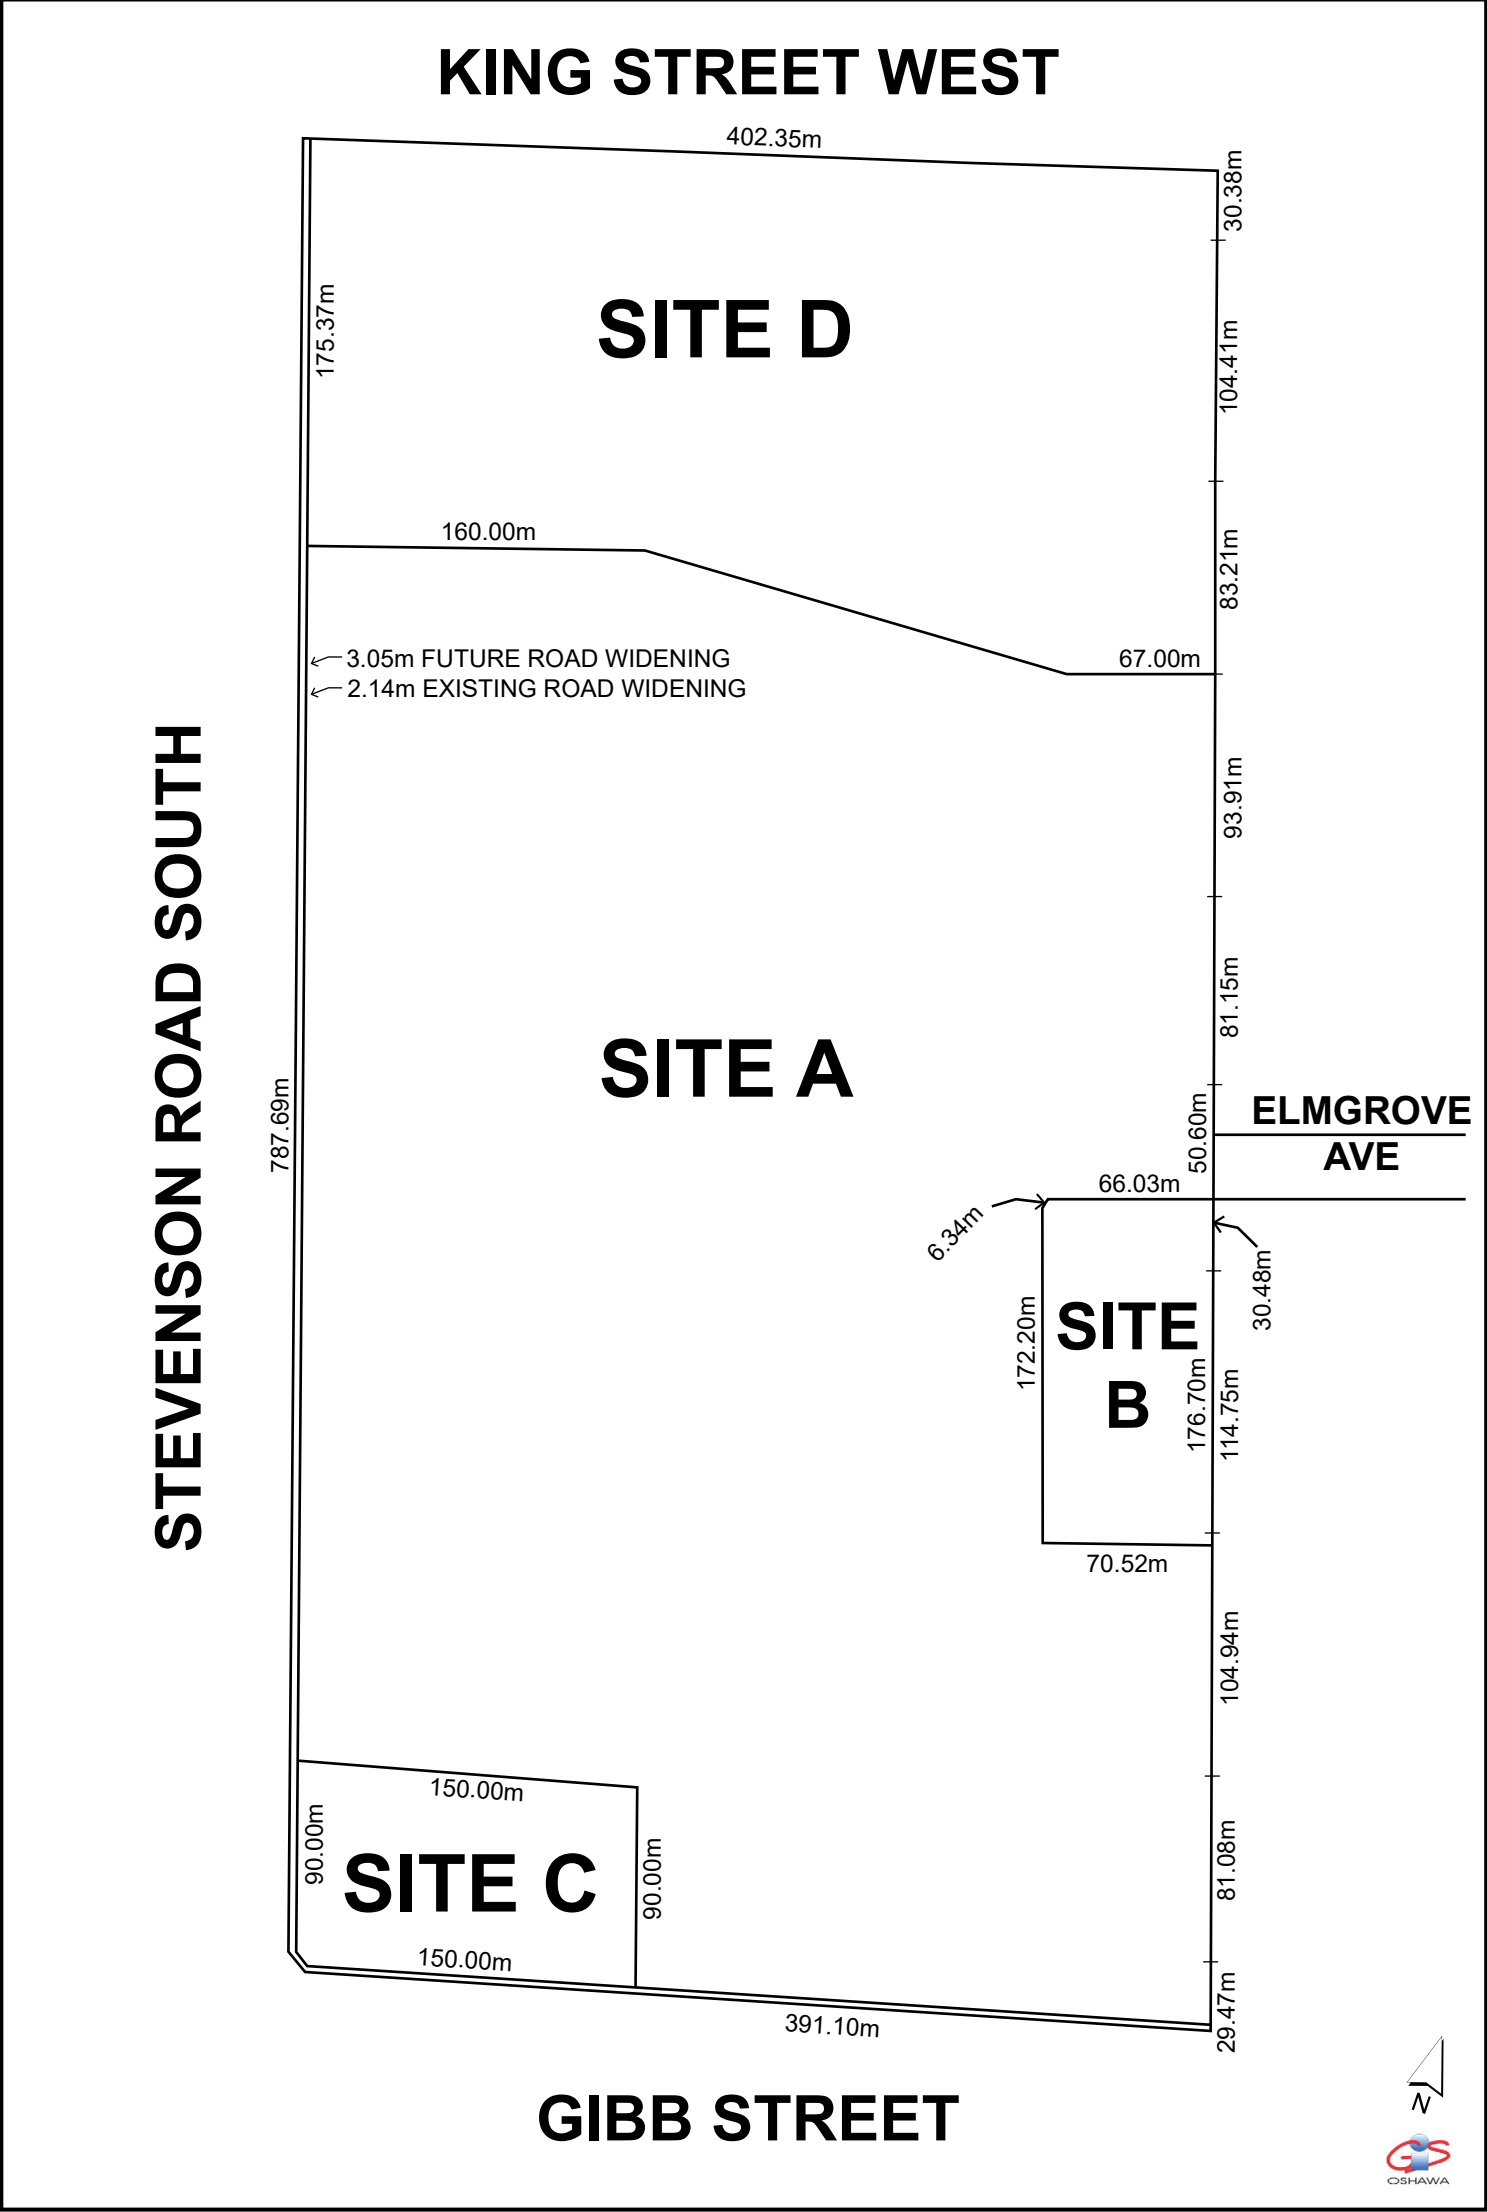 KING STREET WEST
402.35m
30.38m
175.37m
SITE D
104.41m
160.00m
83.21m
3.05m FUTURE ROAD WIDENING
67.00m
2.14m EXISTING ROAD WIDENING
STEVENSON ROAD SOUTH
93.91m
81.15m
SITE A
787.69m
50.60m
ELMGROVE
AVE
66.03m
6.34m
30.48m
172.20m
SITE
B
176.70m
114.75m
70.52m
104.94m
150.00m
90.00m
SITE C
90.00m
81.08m
150.00m
391.10m
29.47m
GIBB STREET
N
GIS
OSHAWA